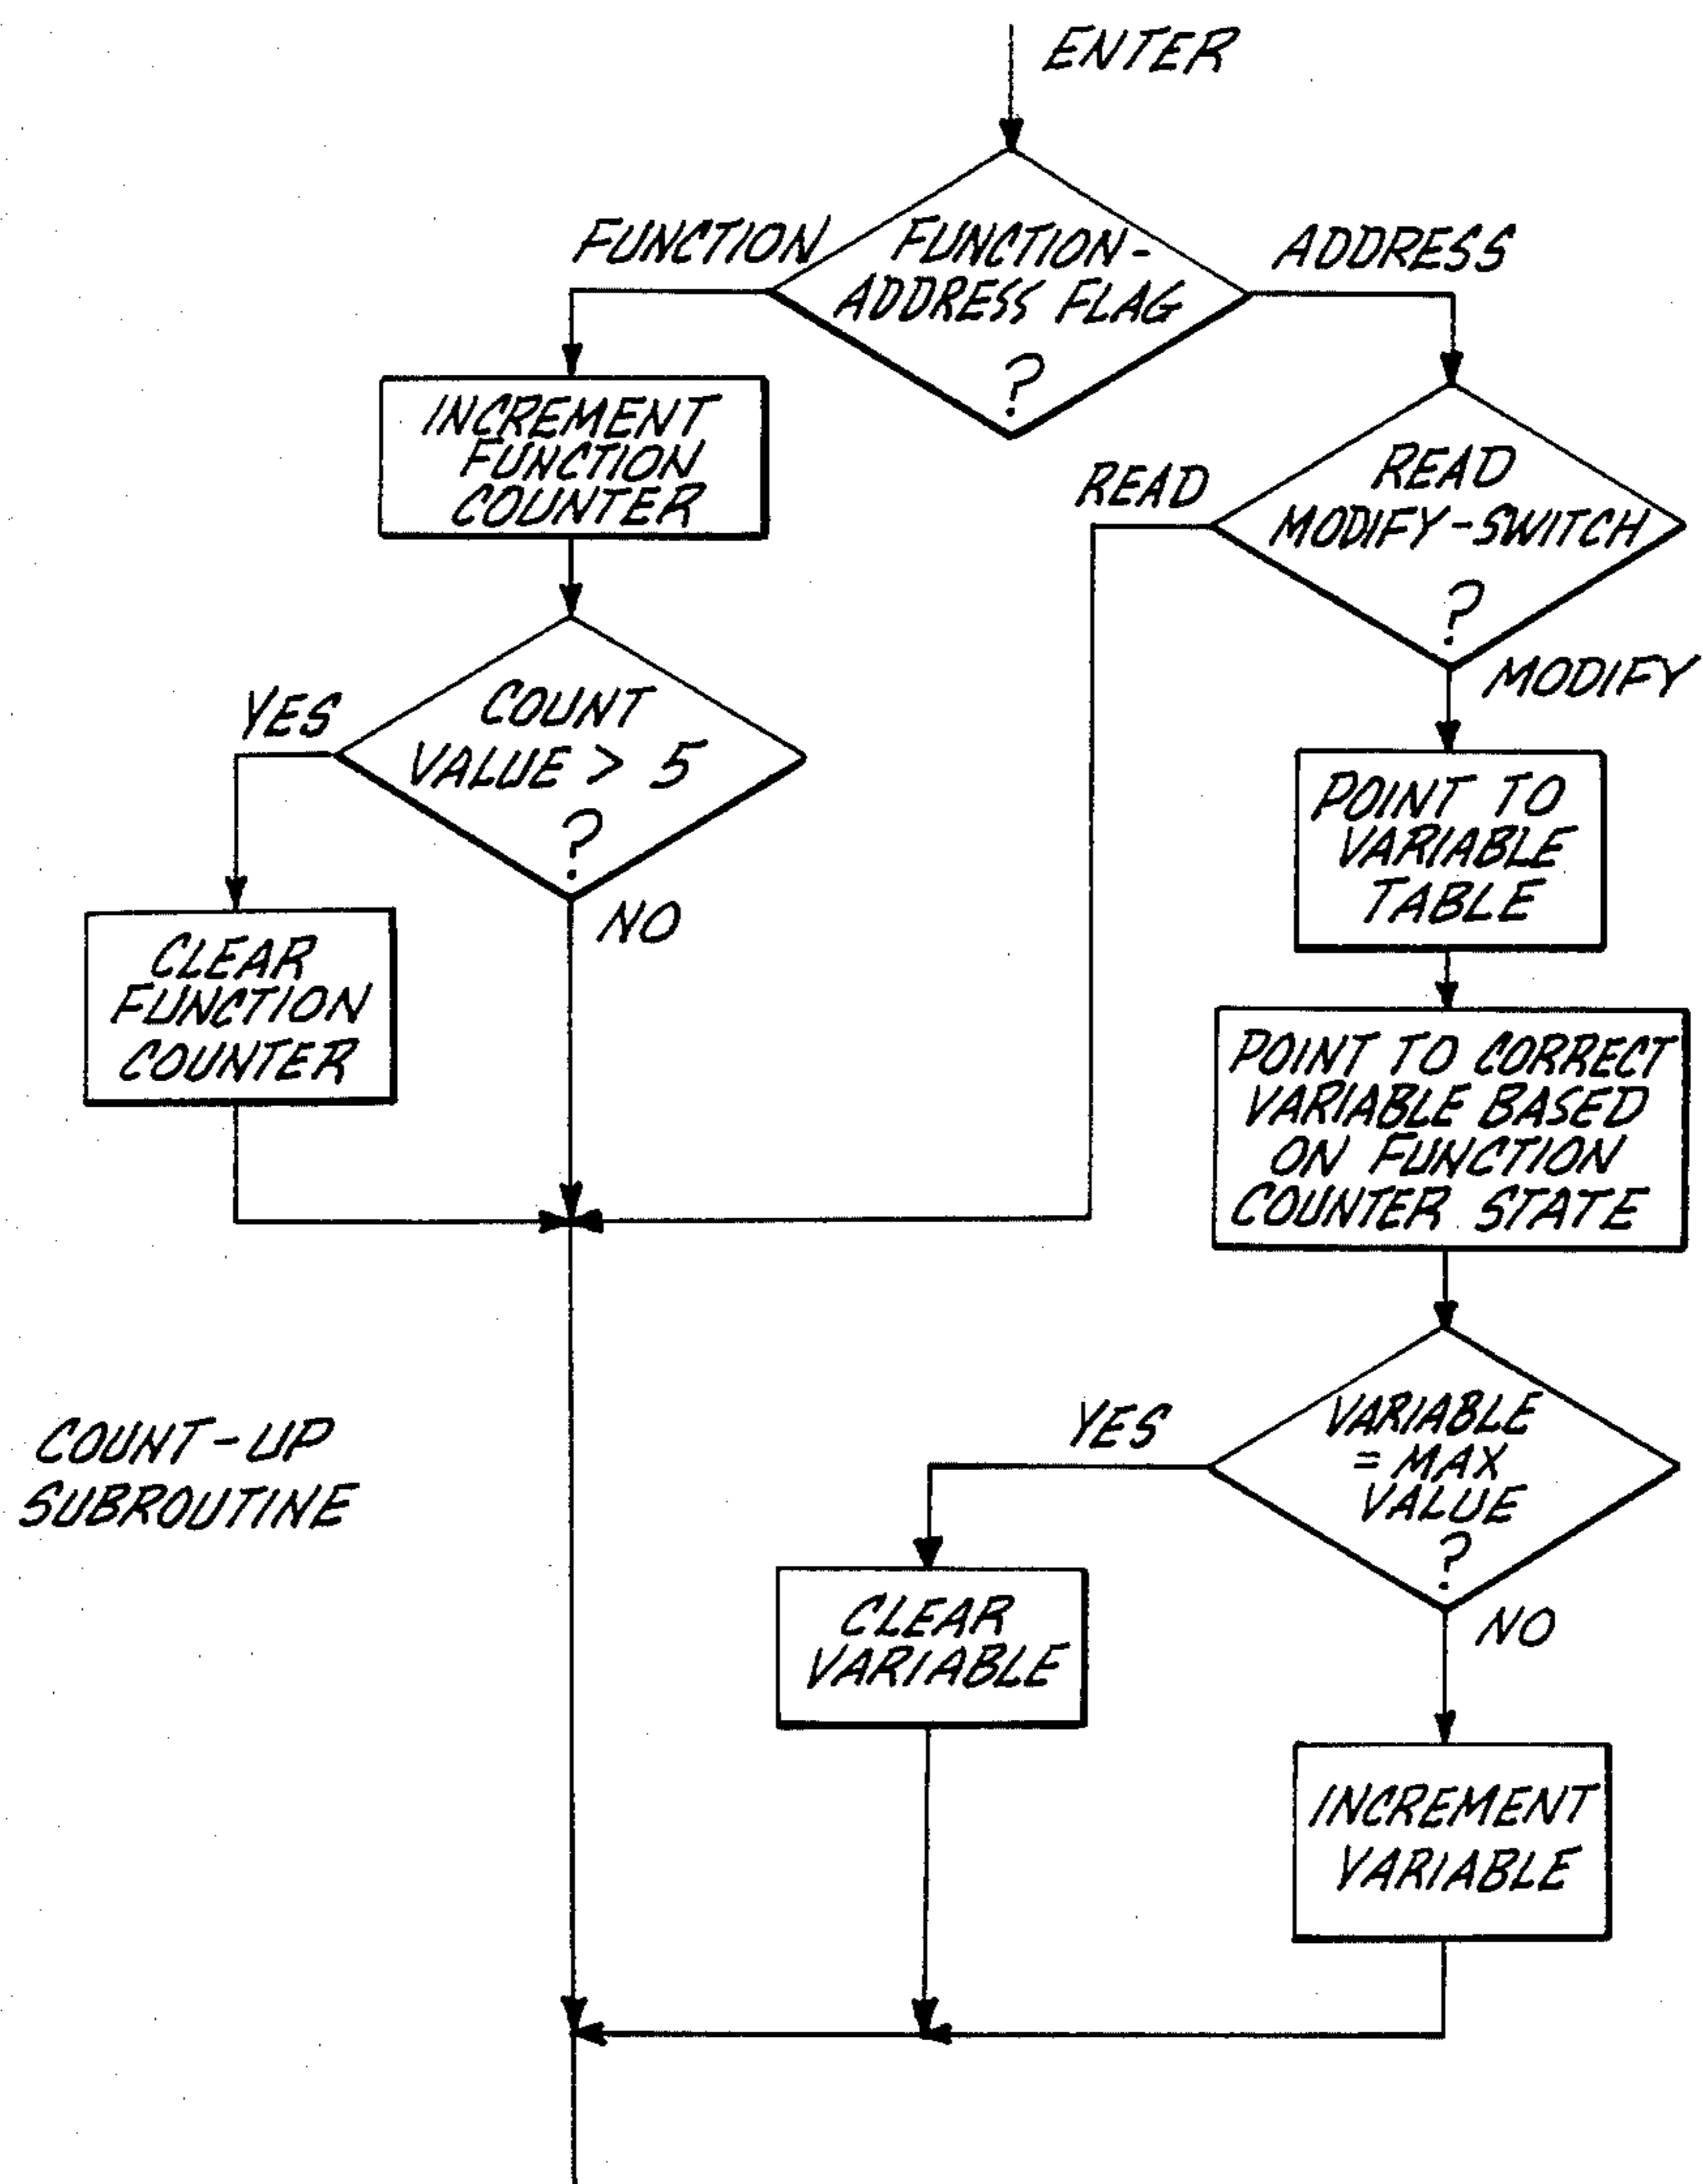 ENTER
FUNCTION
FUNCTION-
ADDRESS FLAG
?
ADDRESS
INCREMENT
FUNCTION
COUNTER
READ
READ
MODIFY-SWITCH
?
MODIFY
YES
COUNT
VALUE > 5
?
NO
POINT TO
VARIABLE
TABLE
CLEAR
FUNCTION
COUNTER
POINT TO CORRECT
VARIABLE BASED
ON FUNCTION
COUNTER STATE
COUNT-UP
SUBROUTINE
YES
VARIABLE
= MAX
VALUE
?
NO
CLEAR
VARIABLE
INCREMENT
VARIABLE